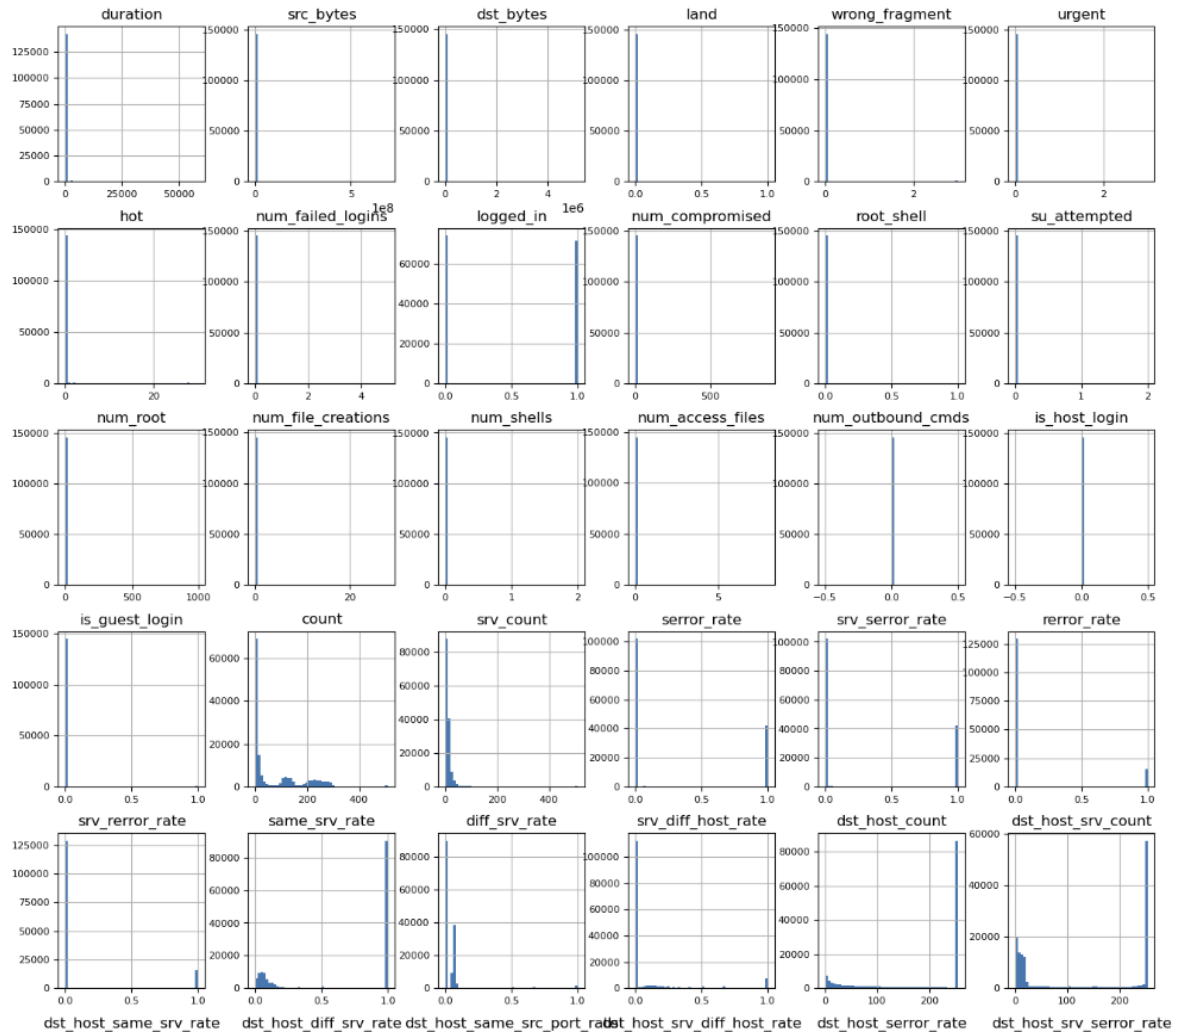 duration src_bytes dst_bytes land wrong_fragment urgent
125000 100000 75000 50000 25000 0
150000 100000 50000 0
150000 100000 50000 0
150000 100000 50000 0
150000 100000 50000 0
150000 100000 50000 0
0 25000 50000 0 5 1e8 0 2 4 1e6 0.0 0.5 1.0 0 2 0 2
hot num_failed_logins logged_in num_compromised root_shell su_attempted
150000 100000 50000 0
150000 100000 50000 0
60000 40000 20000 0
150000 100000 50000 0
150000 100000 50000 0
150000 100000 50000 0
0 20 0 2 4 0.0 0.5 1.0 0 500 0.0 0.5 1.0 0 1 2
num_root num_file_creations num_shells num_access_files num_outbound_cmds is_host_login
150000 100000 50000 0
150000 100000 50000 0
150000 100000 50000 0
150000 100000 50000 0
150000 100000 50000 0
150000 100000 50000 0
0 500 1000 0 20 0 1 2 0 5 −0.5 0.0 0.5 −0.5 0.0 0.5
is_guest_login count srv_count serror_rate srv_serror_rate rerror_rate
150000 100000 50000 0
60000 40000 20000 0
80000 60000 40000 20000 0
100000 80000 60000 40000 20000 0
100000 80000 60000 40000 20000 0
125000 100000 75000 50000 25000 0
0.0 0.5 1.0 0 200 400 0 200 400 0.0 0.5 1.0 0.0 0.5 1.0 0.0 0.5 1.0
srv_rerror_rate same_srv_rate diff_srv_rate srv_diff_host_rate dst_host_count dst_host_srv_count
125000 100000 75000 50000 25000 0
80000 60000 40000 20000 0
80000 60000 40000 20000 0
100000 80000 60000 40000 20000 0
80000 60000 40000 20000 0
60000 40000 20000 0
0.0 0.5 1.0 0.0 0.5 1.0 0.0 0.5 1.0 0.0 0.5 1.0 0 100 200 0 100 200
dst_host_same_srv_rate dst_host_diff_srv_rate dst_host_same_src_port_rate dst_host_srv_diff_host_rate dst_host_serror_rate dst_host_srv_serror_rate